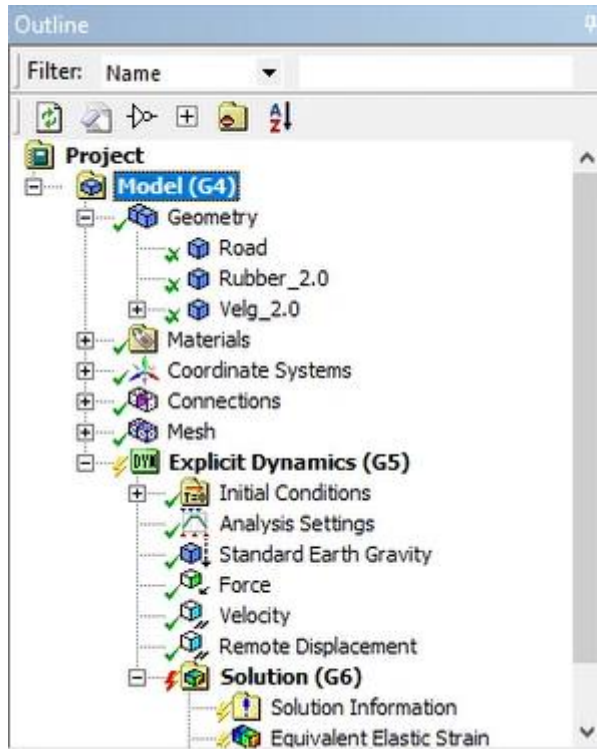 Outline
Filter: Name
Project
Model (G4)
Geometry
Road
Rubber_2.0
Velg_2.0
Materials
Coordinate Systems
Connections
Mesh
Explicit Dynamics (G5)
Initial Conditions
Analysis Settings
Standard Earth Gravity
Force
Velocity
Remote Displacement
Solution (G6)
Solution Information
Equivalent Elastic Strain